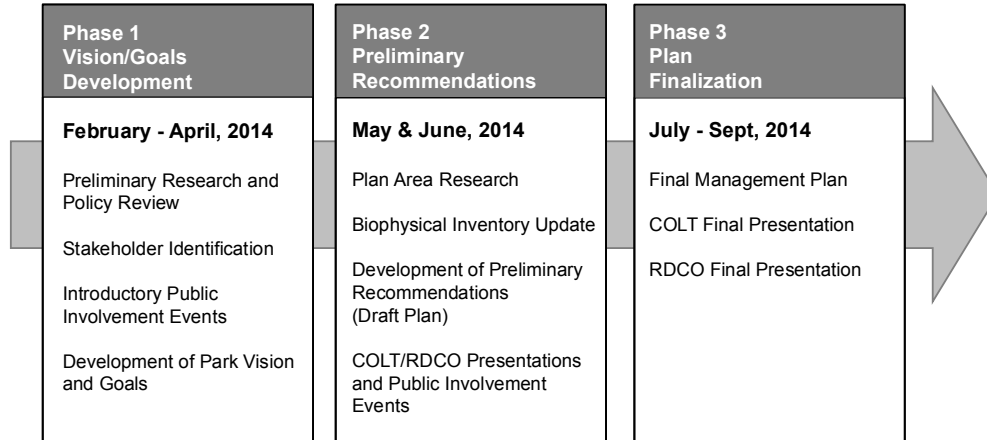 Phase 1
Vision/Goals
Development
February - April, 2014
Preliminary Research and
Policy Review
Stakeholder Identification
Introductory Public
Involvement Events
Development of Park Vision
and Goals
Phase 2
Preliminary
Recommendations
May & June, 2014
Plan Area Research
Biophysical Inventory Update
Development of Preliminary
Recommendations
(Draft Plan)
COLT/RDCO Presentations
and Public Involvement
Events
Phase 3
Plan
Finalization
July - Sept, 2014
Final Management Plan
COLT Final Presentation
RDCO Final Presentation